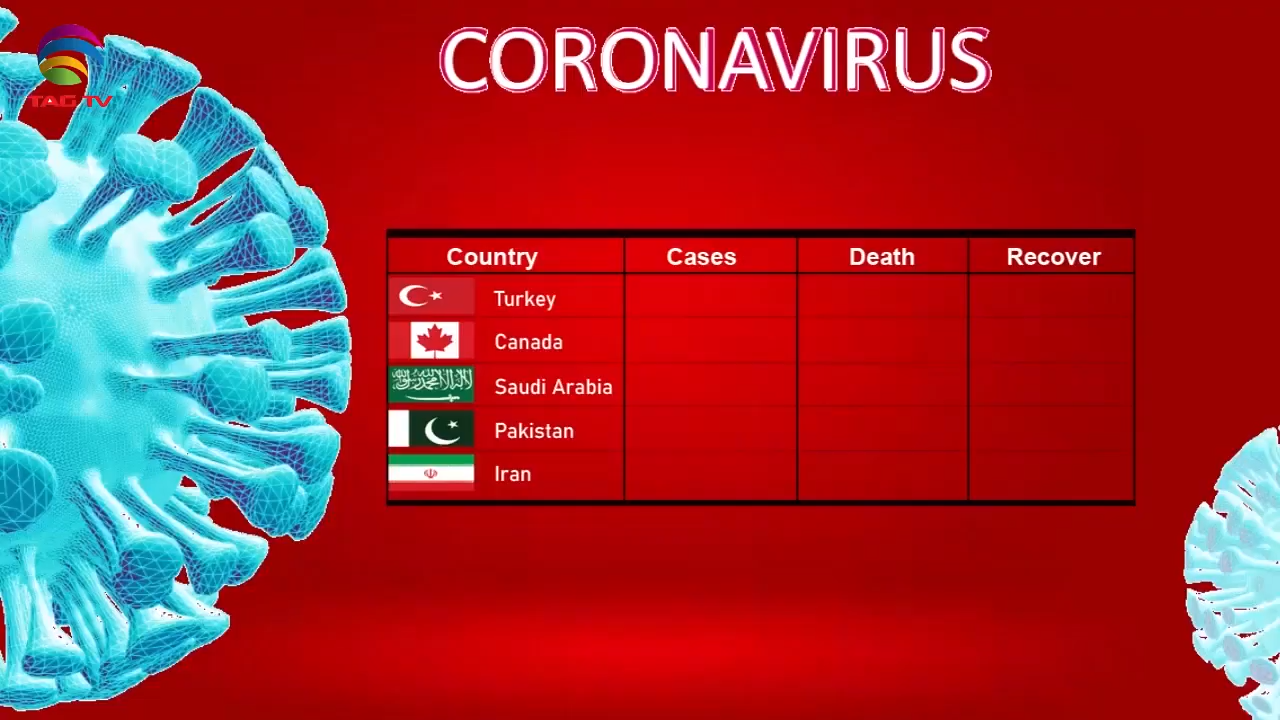 TAG TV
CORONAVIRUS
Country Cases Death Recover
Turkey
Canada
Saudi Arabia
Pakistan
Iran